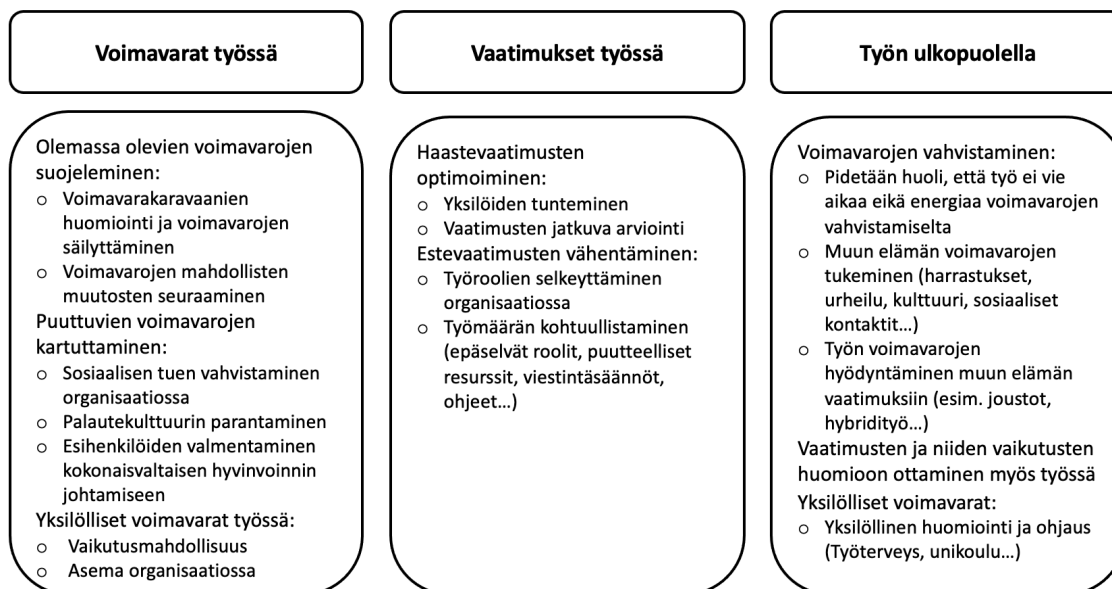 Voimavarat työssä
Olemassa olevien voimavarojen
suojeleminen:
o Voimavarakaravaanien
huomiointi ja voimavarojen
säilyttäminen
o Voimavarojen mahdollisten
muutosten seuraaminen
Puuttuvien voimavarojen
kartuttaminen:
o Sosiaalisen tuen vahvistaminen
organisaatiossa
o Palautekulttuurin parantaminen
o Esihenkilöiden valmentaminen
kokonaisvaltaisen hyvinvoinnin
johtamiseen
Yksilölliset voimavarat työssä:
o Vaikutusmahdollisuus
o Asema organisaatiossa
Vaatimukset työssä
Haastevaatimusten
optimoiminen:
o Yksilöiden tunteminen
o Vaatimusten jatkuva arviointi
Estevaatimusten vähentäminen:
o Työroolien selkeyttäminen
organisaatiossa
o Työmäärän kohtuullistaminen
(epäselvät roolit, puutteelliset
resurssit, viestintäsäännöt,
ohjeet…)
Työn ulkopuolella
Voimavarojen vahvistaminen:
o Pidetään huoli, että työ ei vie
aikaa eikä energiaa voimavarojen
vahvistamiselta
o Muun elämän voimavarojen
tukeminen (harrastukset,
urheilu, kulttuuri, sosiaaliset
kontaktit…)
o Työn voimavarojen
hyödyntäminen muun elämän
vaatimuksiin (esim. joustot,
hybridityö…)
Vaatimusten ja niiden vaikutusten
huomioon ottaminen myös työssä
Yksilölliset voimavarat:
o Yksilöllinen huomiointi ja ohjaus
(Työterveys, unikoulu…)